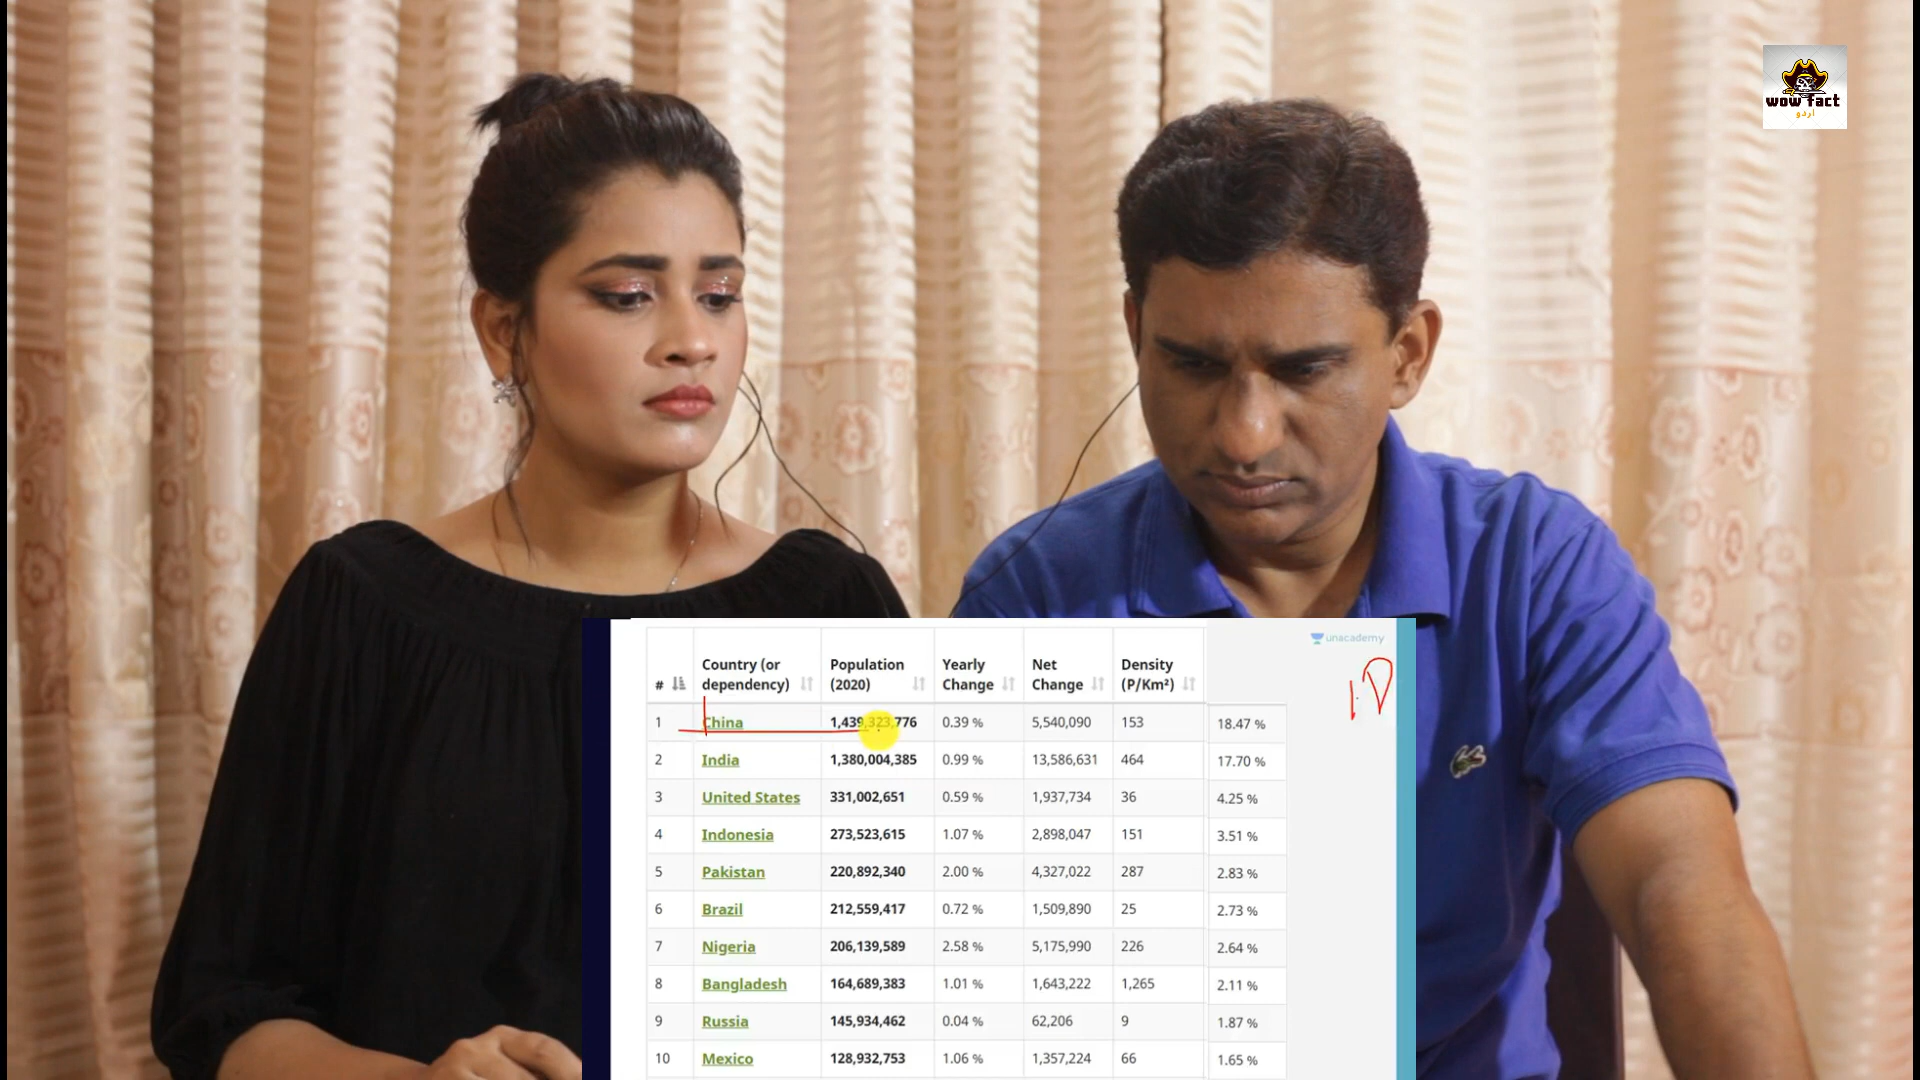 wow fact
اردو
unacademy
# Country (or dependency) Population (2020) Yearly Change Net Change Density (P/Km²)
1 China 1,439,323,776 0.39 % 5,540,090 153 18.47 %
2 India 1,380,004,385 0.99 % 13,586,631 464 17.70 %
3 United States 331,002,651 0.59 % 1,937,734 36 4.25 %
4 Indonesia 273,523,615 1.07 % 2,898,047 151 3.51 %
5 Pakistan 220,892,340 2.00 % 4,327,022 287 2.83 %
6 Brazil 212,559,417 0.72 % 1,509,890 25 2.73 %
7 Nigeria 206,139,589 2.58 % 5,175,990 226 2.64 %
8 Bangladesh 164,689,383 1.01 % 1,643,222 1,265 2.11 %
9 Russia 145,934,462 0.04 % 62,206 9 1.87 %
10 Mexico 128,932,753 1.06 % 1,357,224 66 1.65 %